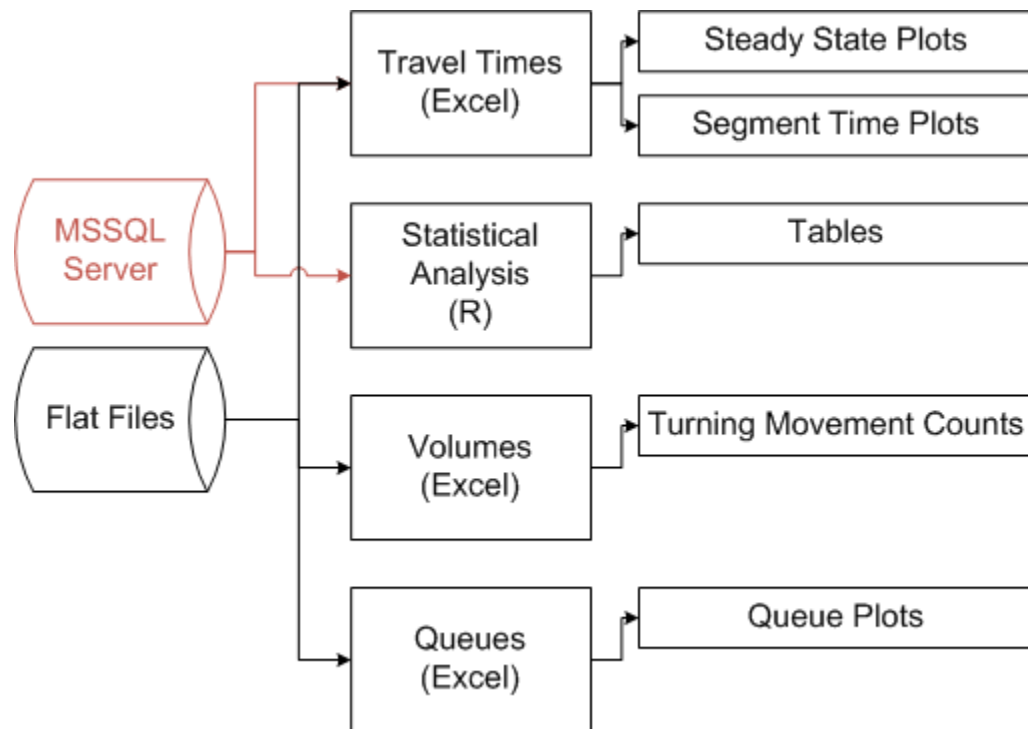 Travel Times
(Excel)
Steady State Plots
Segment Time Plots
MSSQL
Server
Statistical
Analysis
(R)
Tables
Flat Files
Volumes
(Excel)
Turning Movement Counts
Queues
(Excel)
Queue Plots